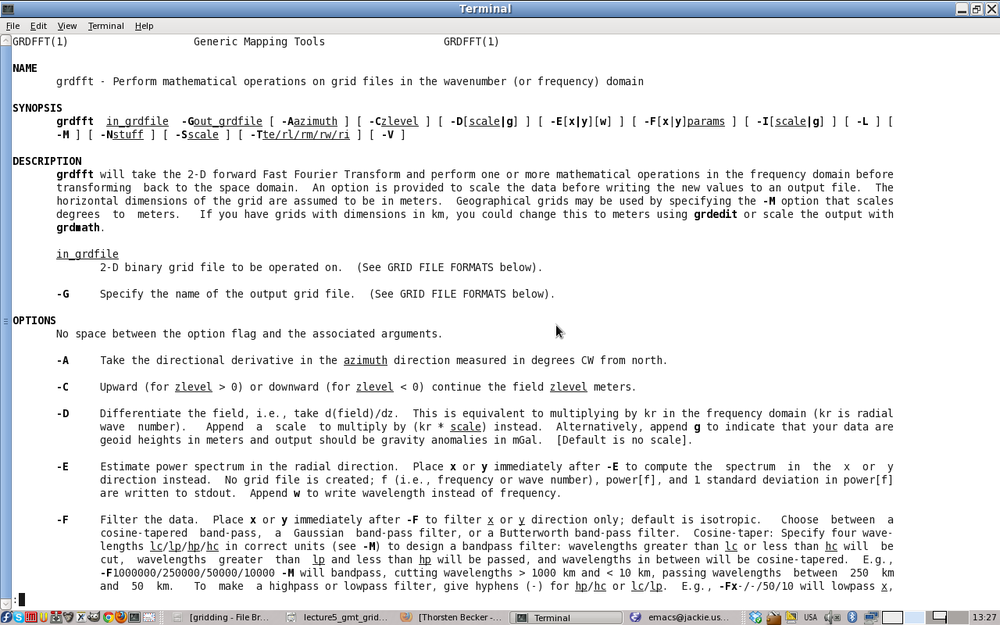 Terminal
File Edit View Terminal Help
GRDFFT(1) Generic Mapping Tools GRDFFT(1)
NAME
grdfft - Perform mathematical operations on grid files in the wavenumber (or frequency) domain
SYNOPSIS
grdfft in_grdfile -Gout_grdfile [ -Aazimuth ] [ -Czlevel ] [ -D[scale|g] ] [ -E[x|y][w] ] [ -F[x|y]params ] [ -I[scale|g] ] [ -L ] [
-M ] [ -Nstuff ] [ -Sscale ] [ -Tte/rl/rm/rw/ri ] [ -V ]
DESCRIPTION
grdfft will take the 2-D forward Fast Fourier Transform and perform one or more mathematical operations in the frequency domain before
transforming back to the space domain. An option is provided to scale the data before writing the new values to an output file. The
horizontal dimensions of the grid are assumed to be in meters. Geographical grids may be used by specifying the -M option that scales
degrees to meters. If you have grids with dimensions in km, you could change this to meters using grdedit or scale the output with
grdmath.
in_grdfile
2-D binary grid file to be operated on. (See GRID FILE FORMATS below).
-G Specify the name of the output grid file. (See GRID FILE FORMATS below).
OPTIONS
No space between the option flag and the associated arguments.
-A Take the directional derivative in the azimuth direction measured in degrees CW from north.
-C Upward (for zlevel > 0) or downward (for zlevel < 0) continue the field zlevel meters.
-D Differentiate the field, i.e., take d(field)/dz. This is equivalent to multiplying by kr in the frequency domain (kr is radial
wave number). Append a scale to multiply by (kr * scale) instead. Alternatively, append g to indicate that your data are
geoid heights in meters and output should be gravity anomalies in mGal. [Default is no scale].
-E Estimate power spectrum in the radial direction. Place x or y immediately after -E to compute the spectrum in the x or y
direction instead. No grid file is created; f (i.e., frequency or wave number), power[f], and 1 standard deviation in power[f]
are written to stdout. Append w to write wavelength instead of frequency.
-F Filter the data. Place x or y immediately after -F to filter x or y direction only; default is isotropic. Choose between a
cosine-tapered band-pass, a Gaussian band-pass filter, or a Butterworth band-pass filter. Cosine-taper: Specify four wave-
lengths lc/lp/hp/hc in correct units (see -M) to design a bandpass filter: wavelengths greater than lc or less than hc will be
cut, wavelengths greater than lp and less than hp will be passed, and wavelengths in between will be cosine-tapered. E.g.,
-F1000000/250000/50000/10000 -M will bandpass, cutting wavelengths > 1000 km and < 10 km, passing wavelengths between 250 km
and 50 km. To make a highpass or lowpass filter, give hyphens (-) for hp/hc or lc/lp. E.g., -Fx-/-/50/10 will lowpass x,
:
[gridding - File Br... lecture5_gmt_grid... [Thorsten Becker -... Terminal emacs@jackie.us... USA 13:27